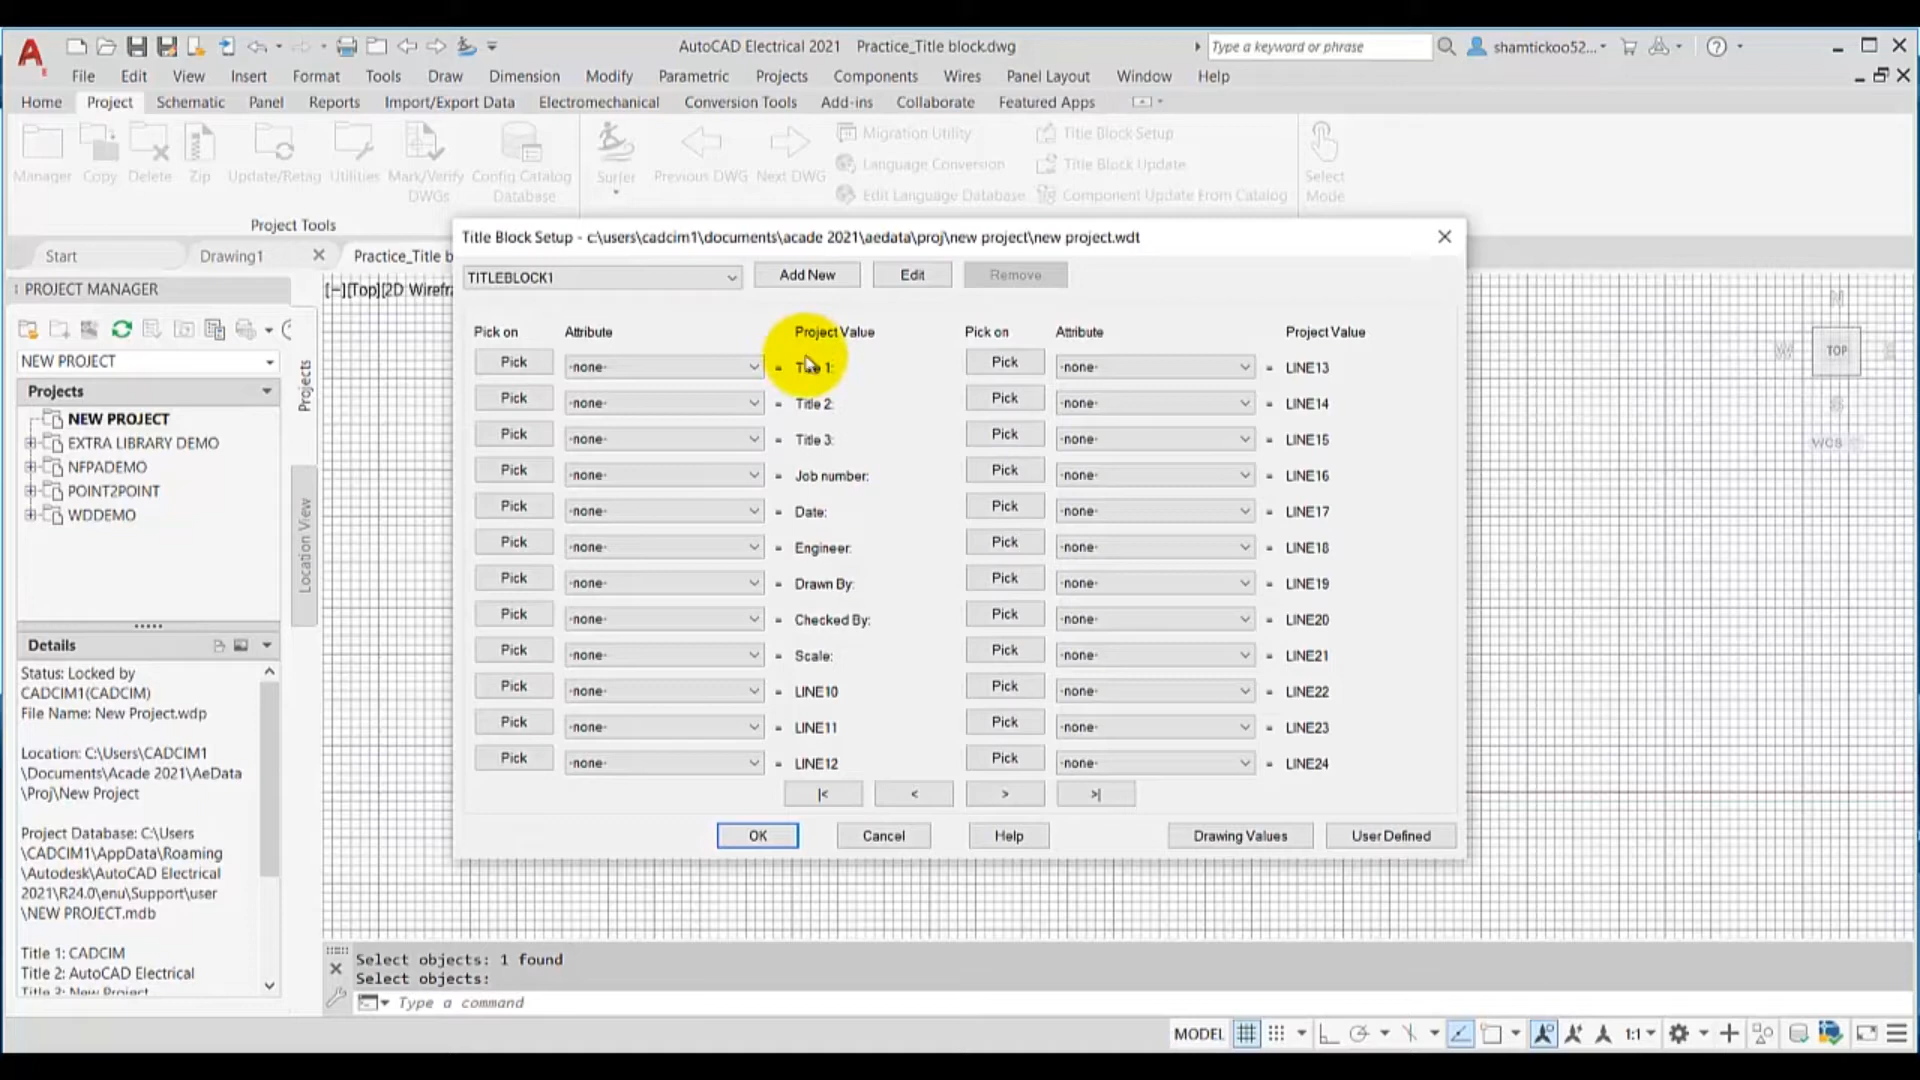 AutoCAD Electrical 2021 Practice_Title block.dwg
Type a keyword or phrase
shamtickoo52...
File Edit View Insert Format Tools Draw Dimension Modify Parametric Projects Components Wires Panel Layout Window Help
Home Project Schematic Panel Reports Import/Export Data Electromechanical Conversion Tools Add-ins Collaborate Featured Apps
Manager Copy Delete Zip Update/Retag Utilities Mark/Verify DWGs Config Catalog Database
Surfer Previous DWG Next DWG
Migration Utility
Language Conversion
Edit Language Database
Title Block Setup
Title Block Update
Component Update From Catalog
Select Mode
Project Tools
Start Drawing1 Practice_Title b
PROJECT MANAGER
[−][Top][2D Wirefra
NEW PROJECT
Projects
NEW PROJECT
EXTRA LIBRARY DEMO
NFPADEMO
POINT2POINT
WDDEMO
Projects
Location View
Details
Status: Locked by
CADCIM1(CADCIM)
File Name: New Project.wdp
Location: C:\Users\CADCIM1
\Documents\Acade 2021\AeData
\Proj\New Project
Project Database: C:\Users
\CADCIM1\AppData\Roaming
\Autodesk\AutoCAD Electrical
2021\R24.0\enu\Support\user
\NEW PROJECT.mdb
Title 1: CADCIM
Title 2: AutoCAD Electrical
Title 3: New Project
Title Block Setup - c:\users\cadcim1\documents\acade 2021\aedata\proj\new project\new project.wdt
TITLEBLOCK1 Add New Edit Remove
Pick on Attribute Project Value Pick on Attribute Project Value
Pick -none- = Title 1: Pick -none- = LINE13
Pick -none- = Title 2: Pick -none- = LINE14
Pick -none- = Title 3: Pick -none- = LINE15
Pick -none- = Job number: Pick -none- = LINE16
Pick -none- = Date: Pick -none- = LINE17
Pick -none- = Engineer: Pick -none- = LINE18
Pick -none- = Drawn By: Pick -none- = LINE19
Pick -none- = Checked By: Pick -none- = LINE20
Pick -none- = Scale: Pick -none- = LINE21
Pick -none- = LINE10 Pick -none- = LINE22
Pick -none- = LINE11 Pick -none- = LINE23
Pick -none- = LINE12 Pick -none- = LINE24
|< < > >|
OK Cancel Help Drawing Values User Defined
N
W TOP
S
WCS
Select objects: 1 found
Select objects:
Type a command
MODEL 1:1